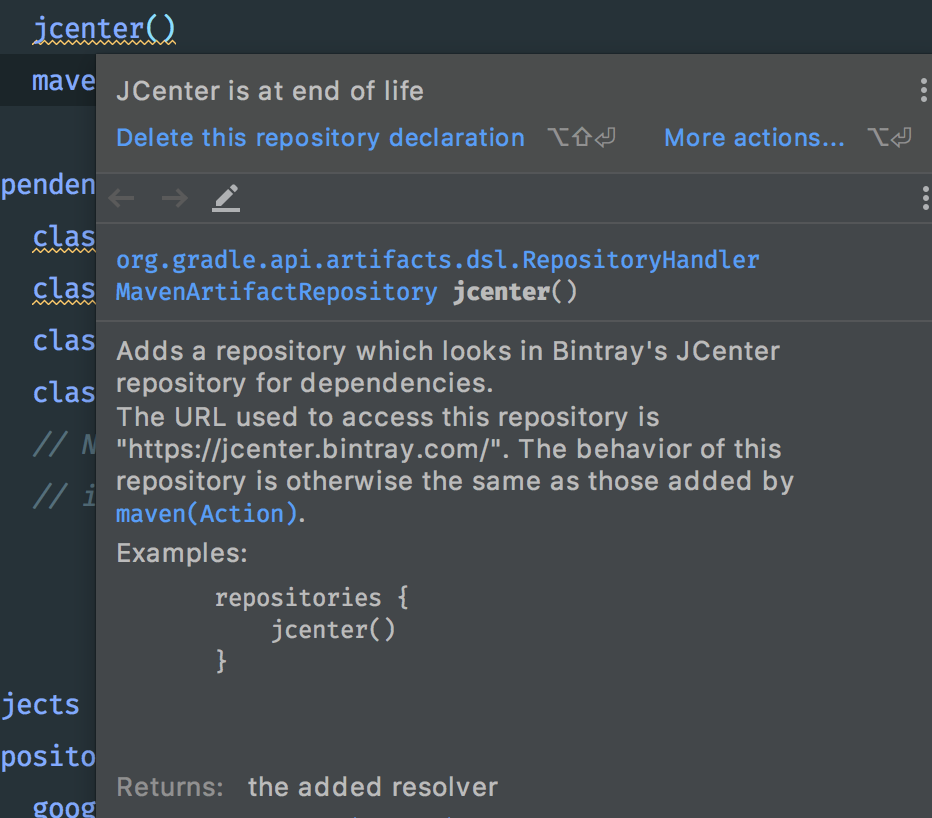 jcenter()
mave
JCenter is at end of life
Delete this repository declaration ⌥⇧⏎ More actions... ⌥⏎
penden
clas
clas
clas
clas
// N
// i
jects
posito
goog
org.gradle.api.artifacts.dsl.RepositoryHandler
MavenArtifactRepository jcenter()
Adds a repository which looks in Bintray's JCenter
repository for dependencies.
The URL used to access this repository is
"https://jcenter.bintray.com/". The behavior of this
repository is otherwise the same as those added by
maven(Action).
Examples:
repositories {
jcenter()
}
Returns: the added resolver